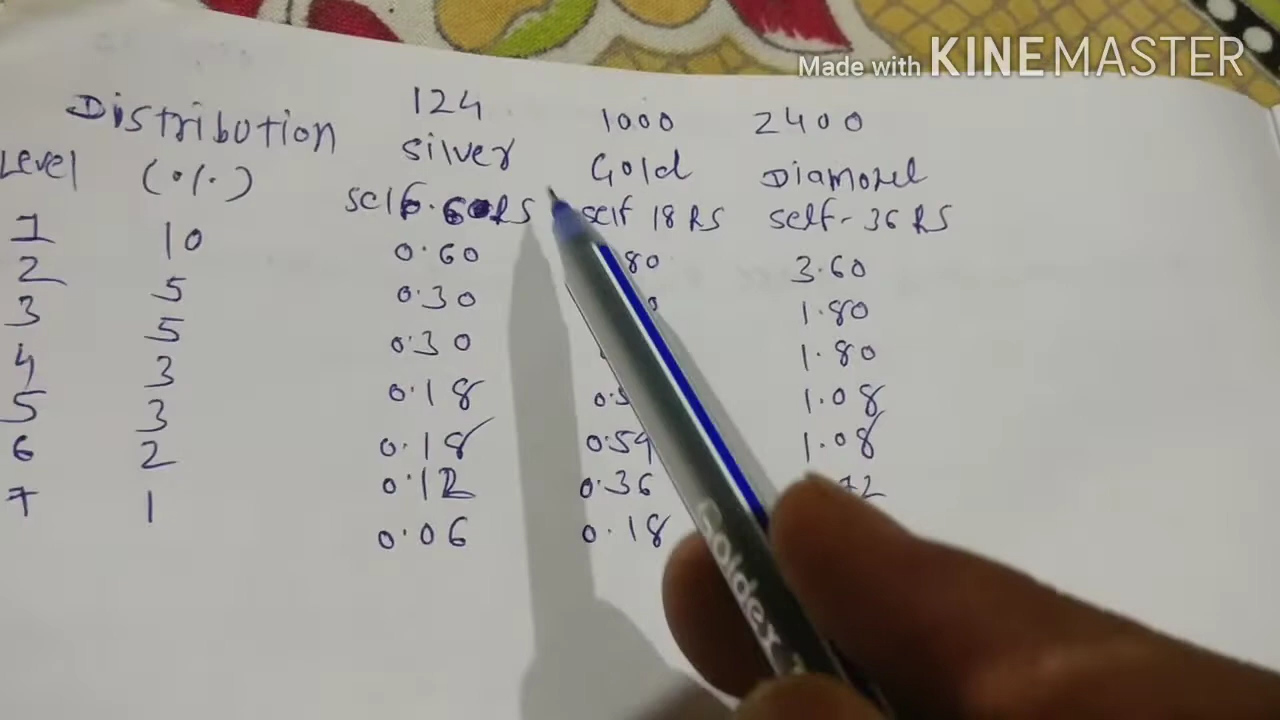 Made with KINEMASTER
124 1000 2400
Distribution Silver Gold Diamond
Level (%) self 18 RS self - 36 RS
1 10 0.60 80 3.60
2 5 0.30 1.80
3 5 0.30 1.80
4 3 0.18 1.08
5 3 0.18 0.54 1.08
6 2 0.12 0.36 72
7 1 0.06 0.18
Goldex